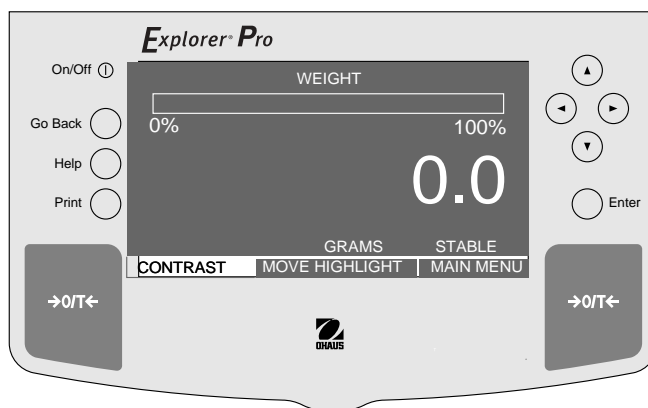 Explorer® Pro
On/Off
WEIGHT
Go Back
0% 100%
Help
0.0
Print
Enter
GRAMS STABLE
CONTRAST MOVE HIGHLIGHT MAIN MENU
→0/T← →0/T←
OHAUS